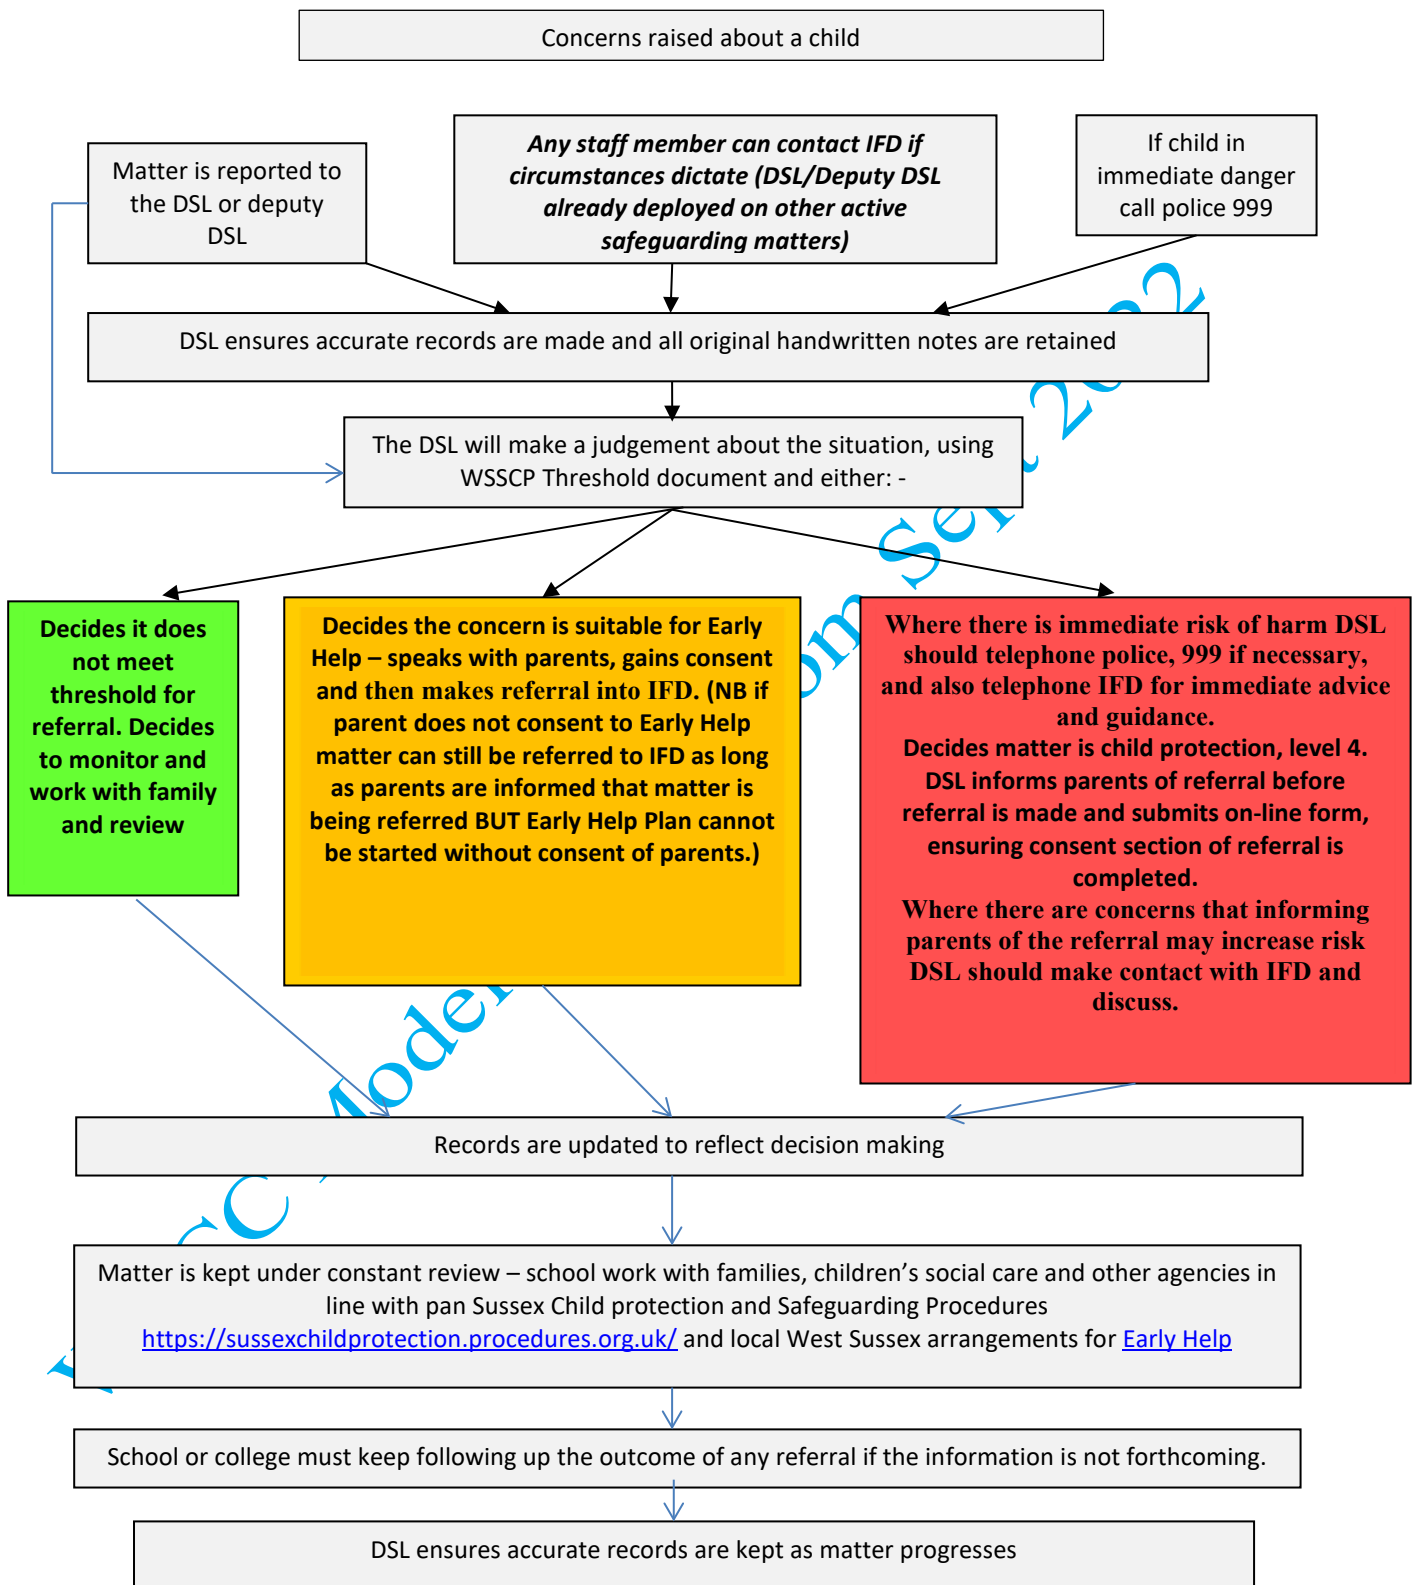 Concerns raised about a child
Matter is reported to
the DSL or deputy
DSL
Any staff member can contact IFD if
circumstances dictate (DSL/Deputy DSL
already deployed on other active
safeguarding matters)
If child in
immediate danger
call police 999
DSL ensures accurate records are made and all original handwritten notes are retained
The DSL will make a judgement about the situation, using
WSSCP Threshold document and either: -
Decides it does
not meet
threshold for
referral. Decides
to monitor and
work with family
and review
Decides the concern is suitable for Early
Help – speaks with parents, gains consent
and then makes referral into IFD. (NB if
parent does not consent to Early Help
matter can still be referred to IFD as long
as parents are informed that matter is
being referred BUT Early Help Plan cannot
be started without consent of parents.)
Where there is immediate risk of harm DSL
should telephone police, 999 if necessary,
and also telephone IFD for immediate advice
and guidance.
Decides matter is child protection, level 4.
DSL informs parents of referral before
referral is made and submits on-line form,
ensuring consent section of referral is
completed.
Where there are concerns that informing
parents of the referral may increase risk
DSL should make contact with IFD and
discuss.
Records are updated to reflect decision making
Matter is kept under constant review – school work with families, children’s social care and other agencies in
line with pan Sussex Child protection and Safeguarding Procedures
https://sussexchildprotection.procedures.org.uk/ and local West Sussex arrangements for Early Help
School or college must keep following up the outcome of any referral if the information is not forthcoming.
DSL ensures accurate records are kept as matter progresses